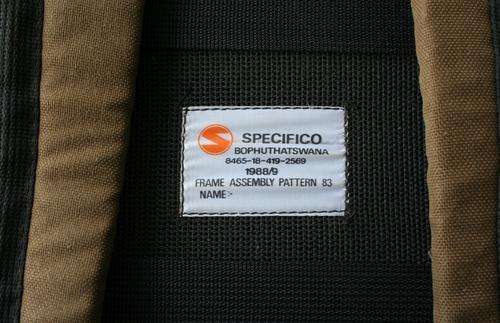 SPECIFICO
BOPHUTHATSWANA
8465-18-419-2569
1988/9
FRAME ASSEMBLY PATTERN 83
NAME:-